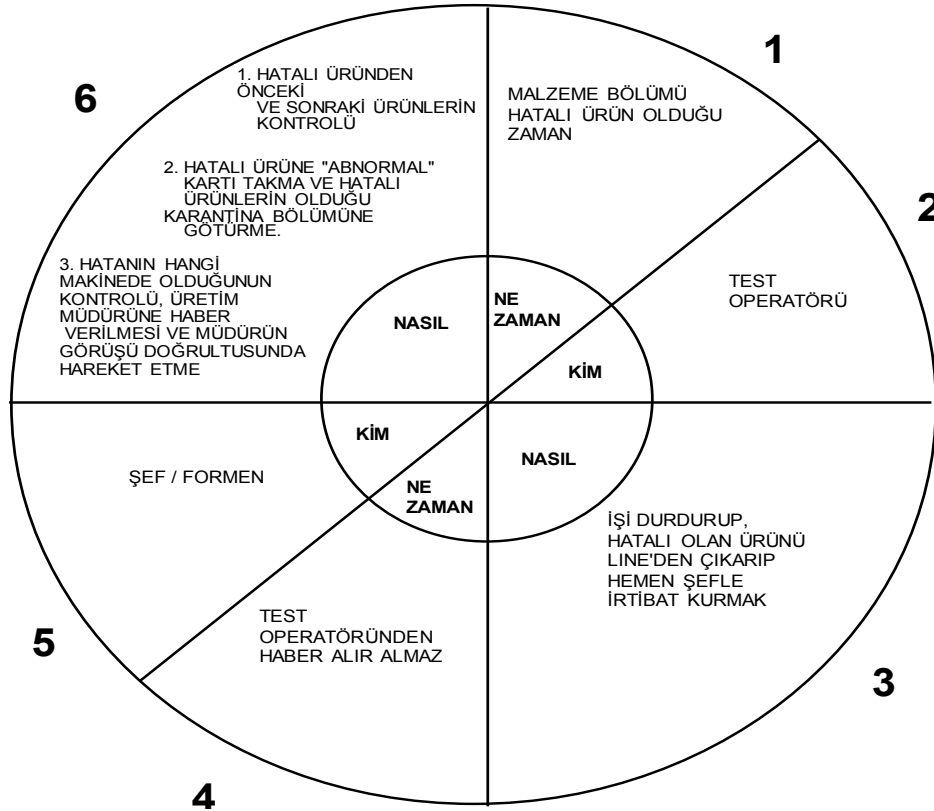 1
MALZEME BÖLÜMÜ
HATALI ÜRÜN OLDUĞU
ZAMAN
NE
ZAMAN
2
TEST
OPERATÖRÜ
KİM
3
NASIL
İŞİ DURDURUP,
HATALI OLAN ÜRÜNÜ
LINE'DEN ÇIKARIP
HEMEN ŞEFLE
İRTİBAT KURMAK
4
NE
ZAMAN
TEST
OPERATÖRÜNDEN
HABER ALIR ALMAZ
5
KİM
ŞEF / FORMEN
6
NASIL
1. HATALI ÜRÜNDEN
ÖNCEKİ
VE SONRAKİ ÜRÜNLERİN
KONTROLÜ
2. HATALI ÜRÜNE "ABNORMAL"
KARTI TAKMA VE HATALI
ÜRÜNLERİN OLDUĞU
KARANTİNA BÖLÜMÜNE
GÖTÜRME.
3. HATANIN HANGİ
MAKİNEDE OLDUĞUNUN
KONTROLÜ, ÜRETİM
MÜDÜRÜNE HABER
VERİLMESİ VE MÜDÜRÜN
GÖRÜŞÜ DOĞRULTUSUNDA
HAREKET ETME